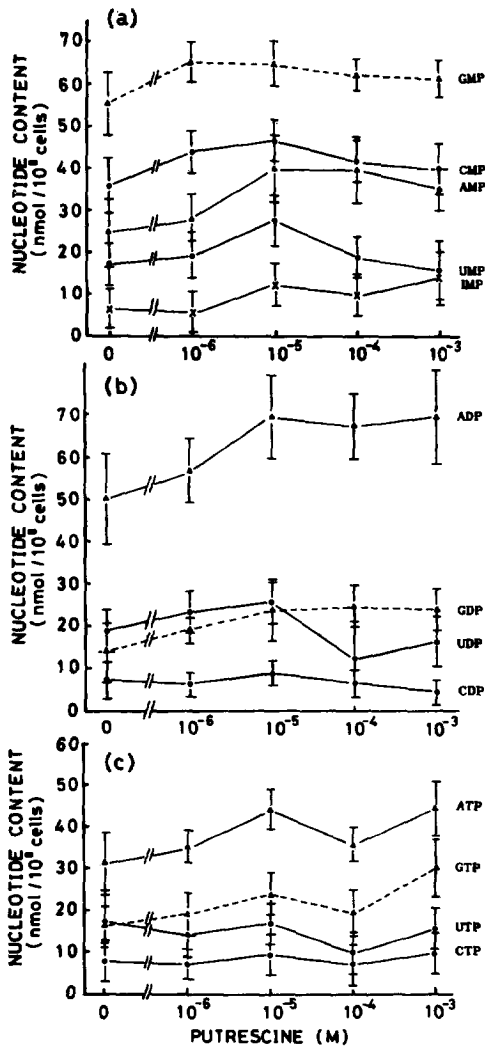 (a)
NUCLEOTIDE CONTENT
(nmol/10⁸ cells)
70
60
50
40
30
20
10
0
GMP
CMP
AMP
UMP
IMP
0 10⁻⁶ 10⁻⁵ 10⁻⁴ 10⁻³
(b)
NUCLEOTIDE CONTENT
(nmol/10⁸ cells)
70
60
50
40
30
20
10
0
ADP
GDP
UDP
CDP
0 10⁻⁶ 10⁻⁵ 10⁻⁴ 10⁻³
(c)
NUCLEOTIDE CONTENT
(nmol/10⁸ cells)
60
50
40
30
20
10
0
ATP
GTP
UTP
CTP
0 10⁻⁶ 10⁻⁵ 10⁻⁴ 10⁻³
PUTRESCINE (M)